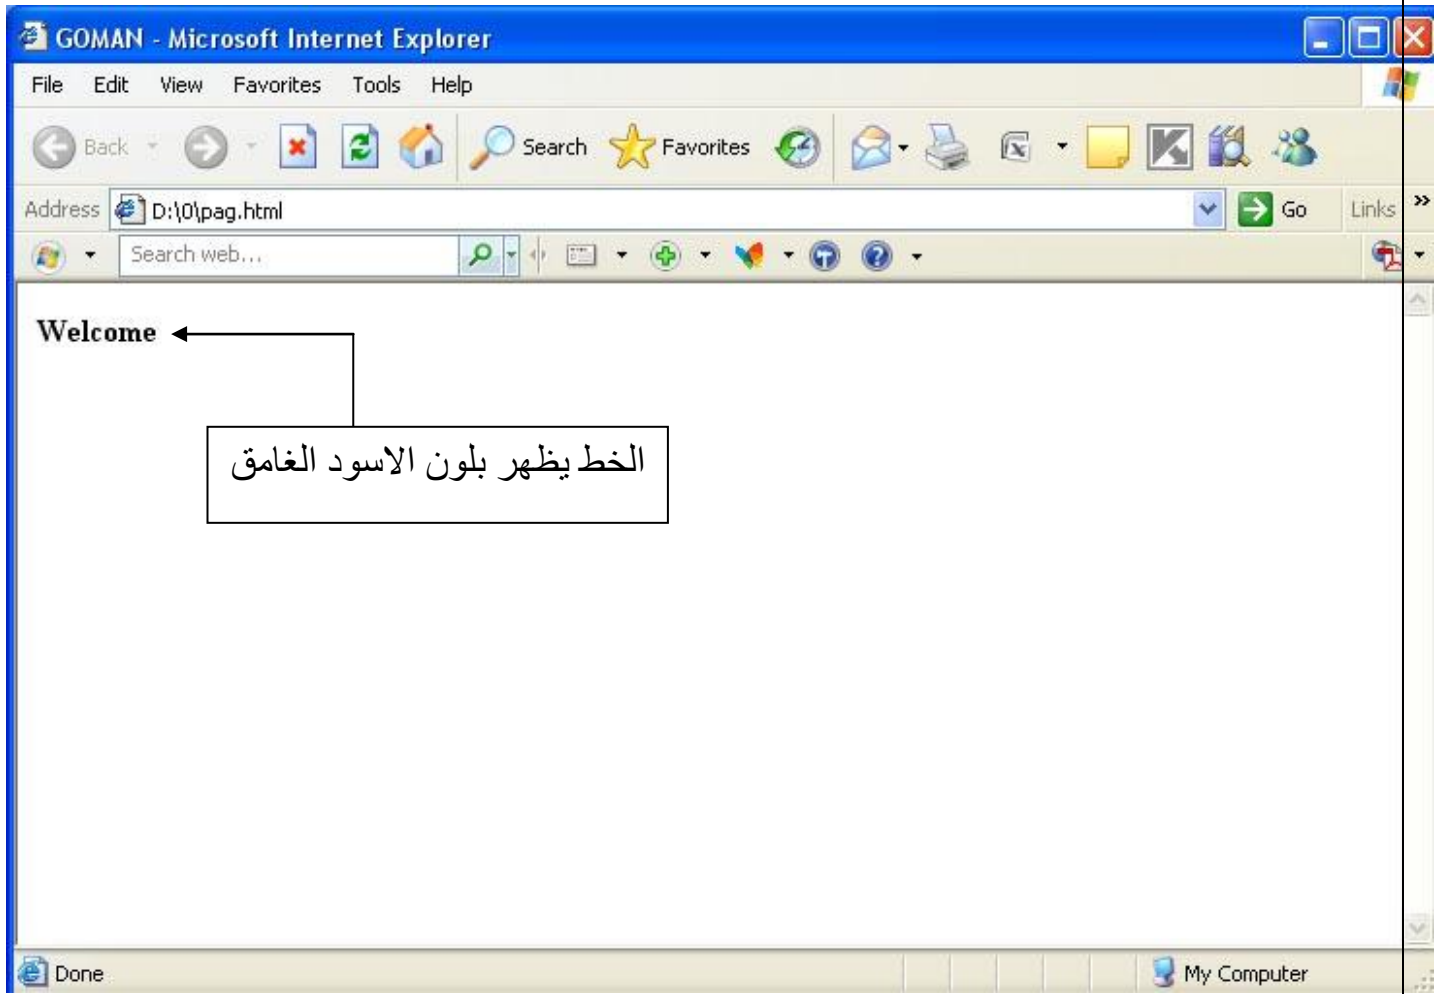 GOMAN - Microsoft Internet Explorer
File Edit View Favorites Tools Help
Back Search Favorites
Address D:\0\pag.html Go Links »
Search web...
Welcome
الخط يظهر بلون الاسود الغامق
Done My Computer